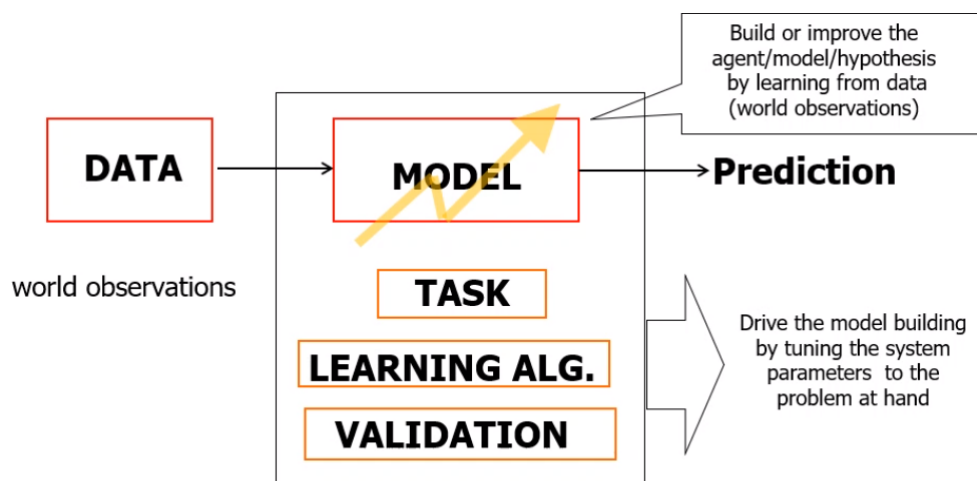 Build or improve the
agent/model/hypothesis
by learning from data
(world observations)
DATA
MODEL
Prediction
world observations
TASK
LEARNING ALG.
VALIDATION
Drive the model building
by tuning the system
parameters to the
problem at hand